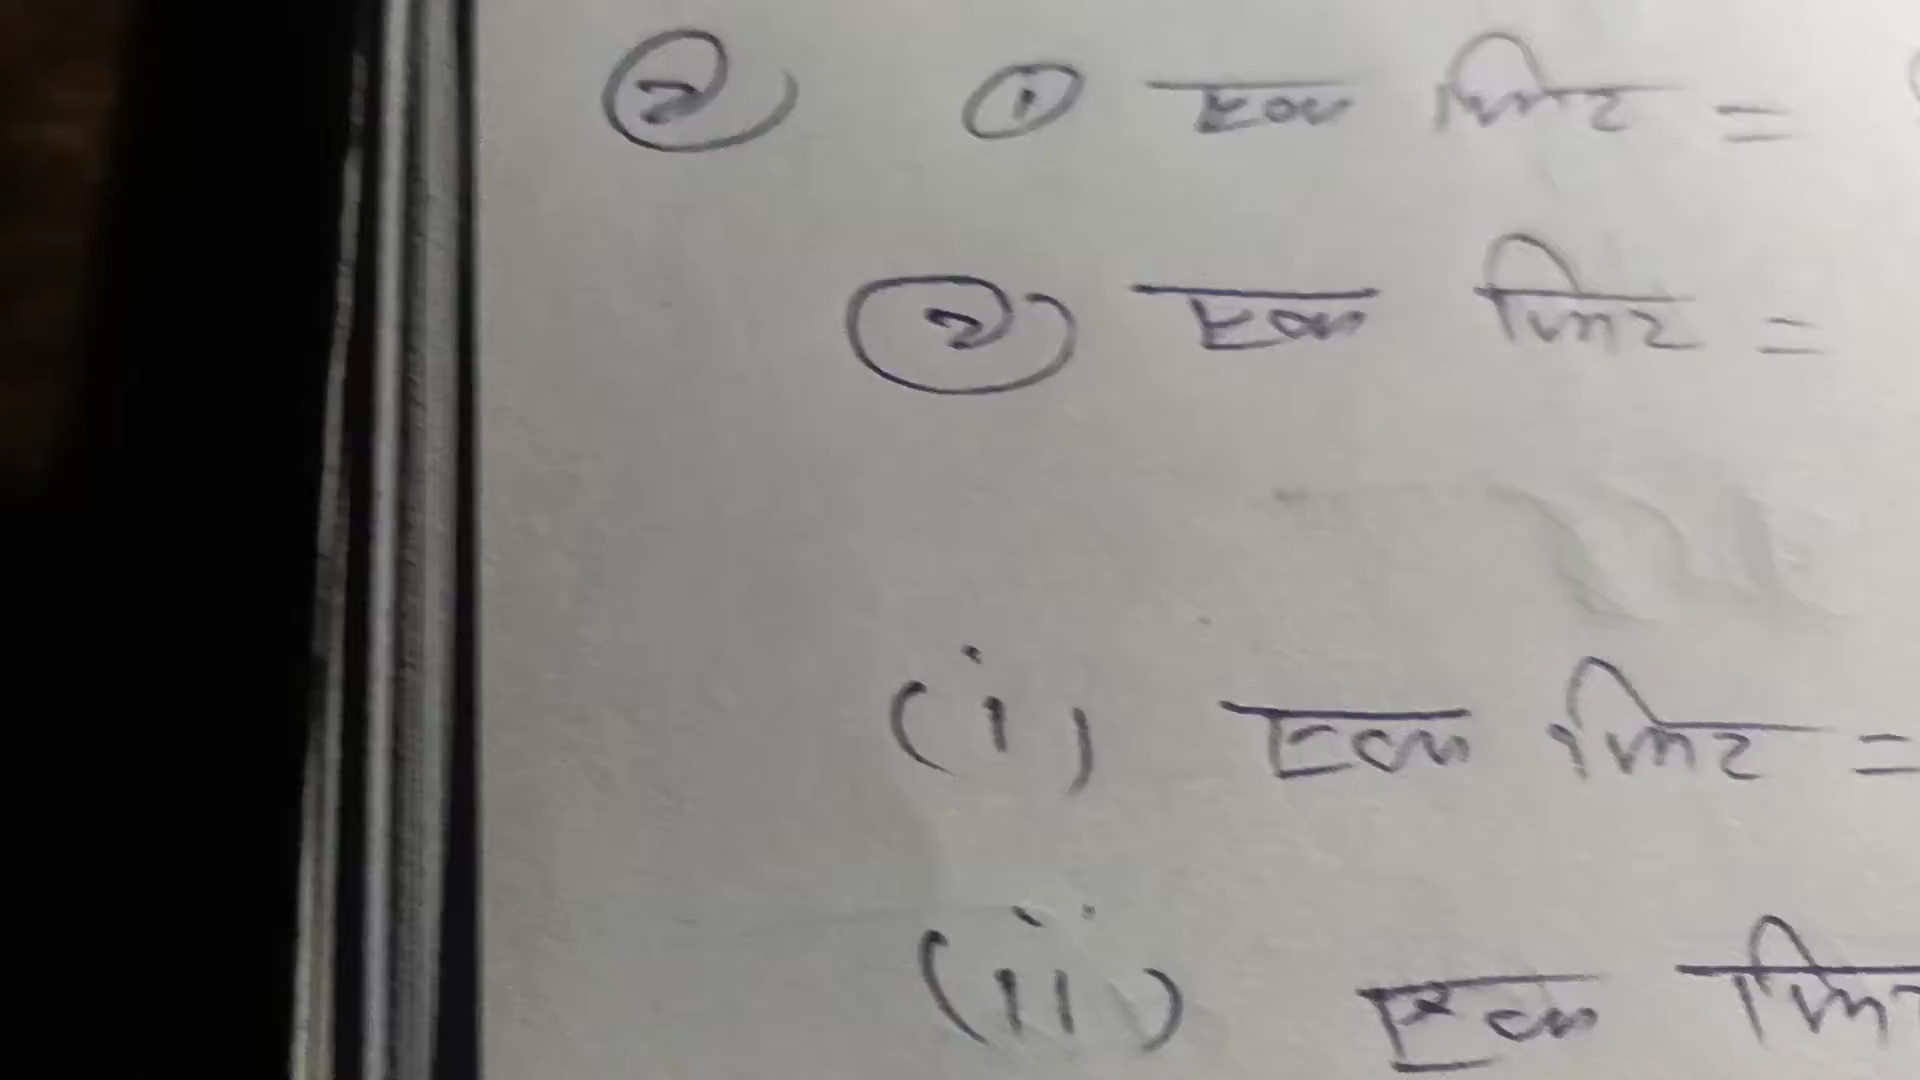 ② ① एक मिटर =
② एक मिटर =
(i) एक मिटर =
(ii) एक